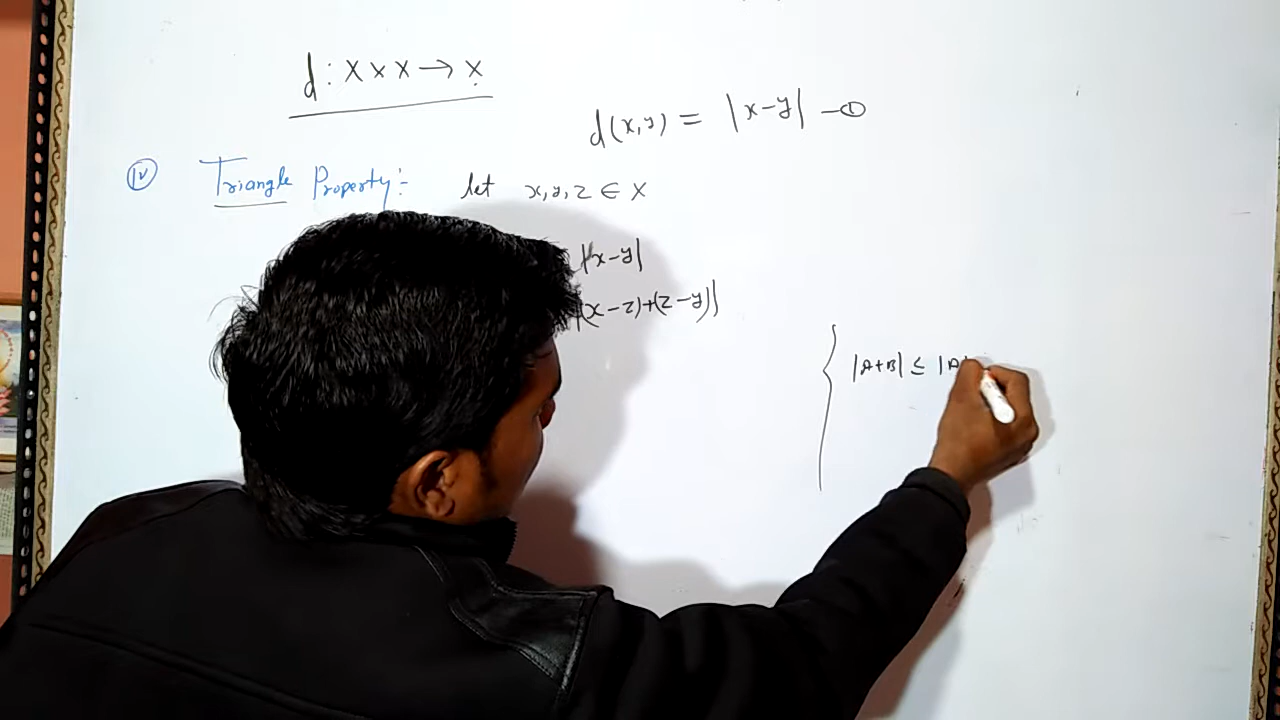 d : X × X → X
d(x,y) = |x-y| —①
(iv) Triangle Property:- let x,y,z ∈ X
|x-y|
|(x-z)+(z-y)|
|A+B| ≤ |A|